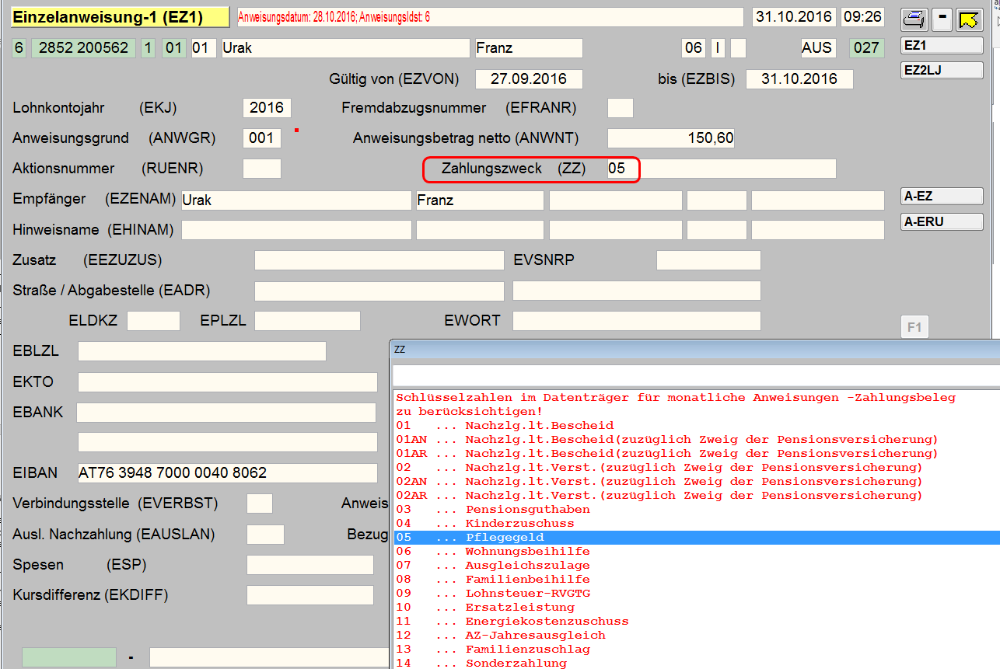 Einzelanweisung-1 (EZ1) Anweisungsdatum: 28.10.2016; Anweisungsldst: 6 31.10.2016 09:26 -
6 2852 200562 1 01 01 Urak Franz 06 I AUS 027 EZ1
EZ2LJ
Gültig von (EZVON) 27.09.2016 bis (EZBIS) 31.10.2016
Lohnkontojahr (EKJ) 2016 Fremdabzugsnummer (EFRANR)
Anweisungsgrund (ANWGR) 001 Anweisungsbetrag netto (ANWNT) 150,60
Aktionsnummer (RUENR) Zahlungszweck (ZZ) 05
Empfänger (EZENAM) Urak Franz A-EZ
Hinweisname (EHINAM) A-ERU
Zusatz (EEZUZUS) EVSNRP
Straße / Abgabestelle (EADR)
ELDKZ EPLZL EWORT F1
EBLZL
EKTO
EBANK
EIBAN AT76 3948 7000 0040 8062
Verbindungsstelle (EVERBST) Anweis
Ausl. Nachzahlung (EAUSLAN) Bezug
Spesen (ESP)
Kursdifferenz (EKDIFF)
-
ZZ
Schlüsselzahlen im Datenträger für monatliche Anweisungen -Zahlungsbeleg
zu berücksichtigen!
01 ... Nachzlg.lt.Bescheid
01AN ... Nachzlg.lt.Bescheid(zuzüglich Zweig der Pensionsversicherung)
01AR ... Nachzlg.lt.Bescheid(zuzüglich Zweig der Pensionsversicherung)
02 ... Nachzlg.lt.Verst.(zuzüglich Zweig der Pensionsversicherung)
02AN ... Nachzlg.lt.Verst.(zuzüglich Zweig der Pensionsversicherung)
02AR ... Nachzlg.lt.Verst.(zuzüglich Zweig der Pensionsversicherung)
03 ... Pensionsguthaben
04 ... Kinderzuschuss
05 ... Pflegegeld
06 ... Wohnungsbeihilfe
07 ... Ausgleichszulage
08 ... Familienbeihilfe
09 ... Lohnsteuer-RVGTG
10 ... Ersatzleistung
11 ... Energiekostenzuschuss
12 ... AZ-Jahresausgleich
13 ... Familienzuschlag
14 ... Sonderzahlung